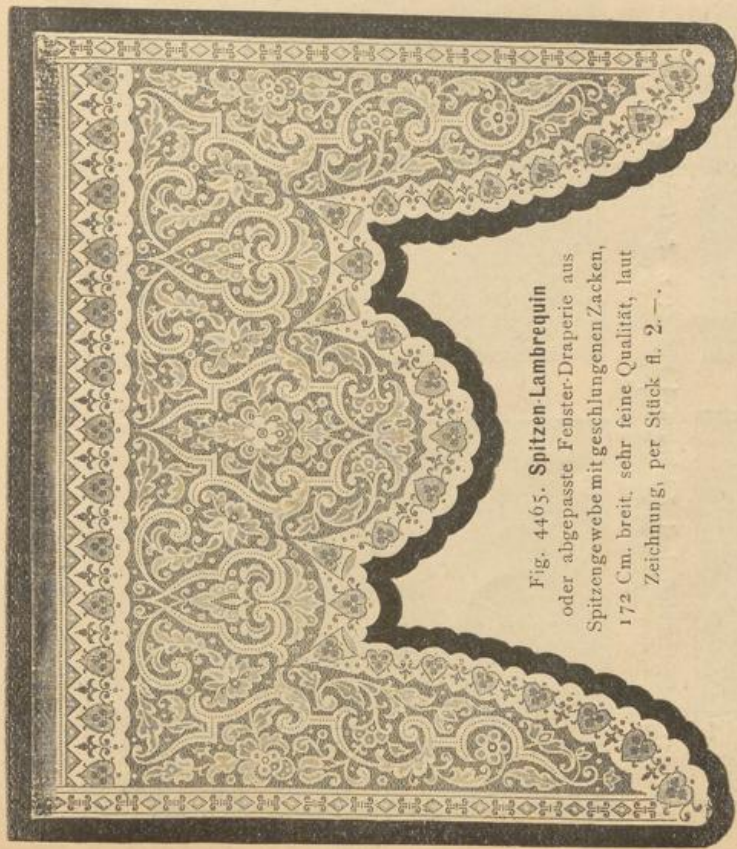 Fig. 4465. Spitzen-Lambrequin
oder abgepasste Fenster-Draperie aus
Spitzengewebe mit geschlungenen Zacken,
172 Cm. breit, sehr feine Qualität, laut
Zeichnung, per Stück fl. 2.—.